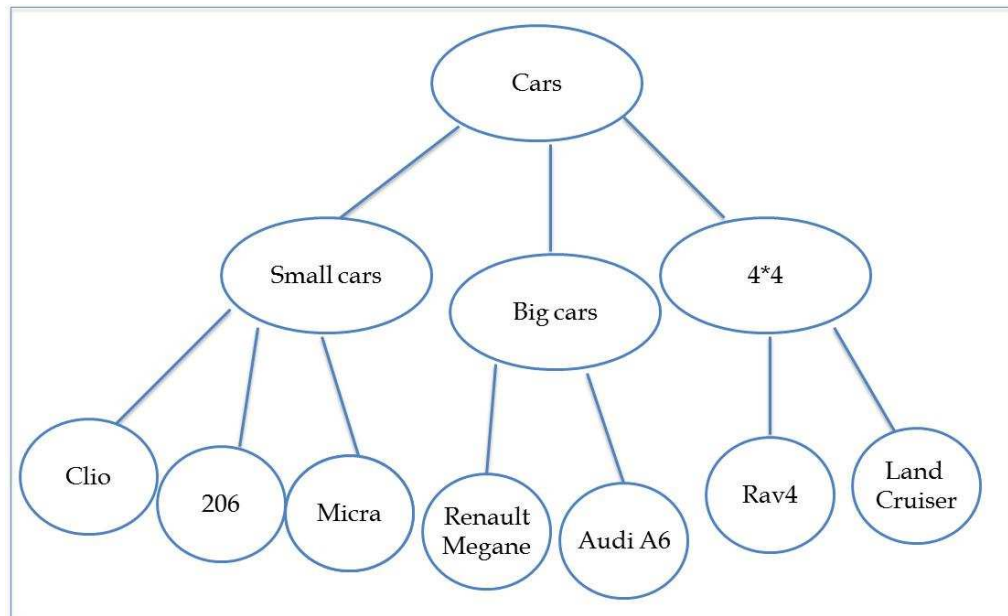 Cars
Small cars
Big cars
4*4
Clio
206
Micra
Renault
Megane
Audi A6
Rav4
Land
Cruiser